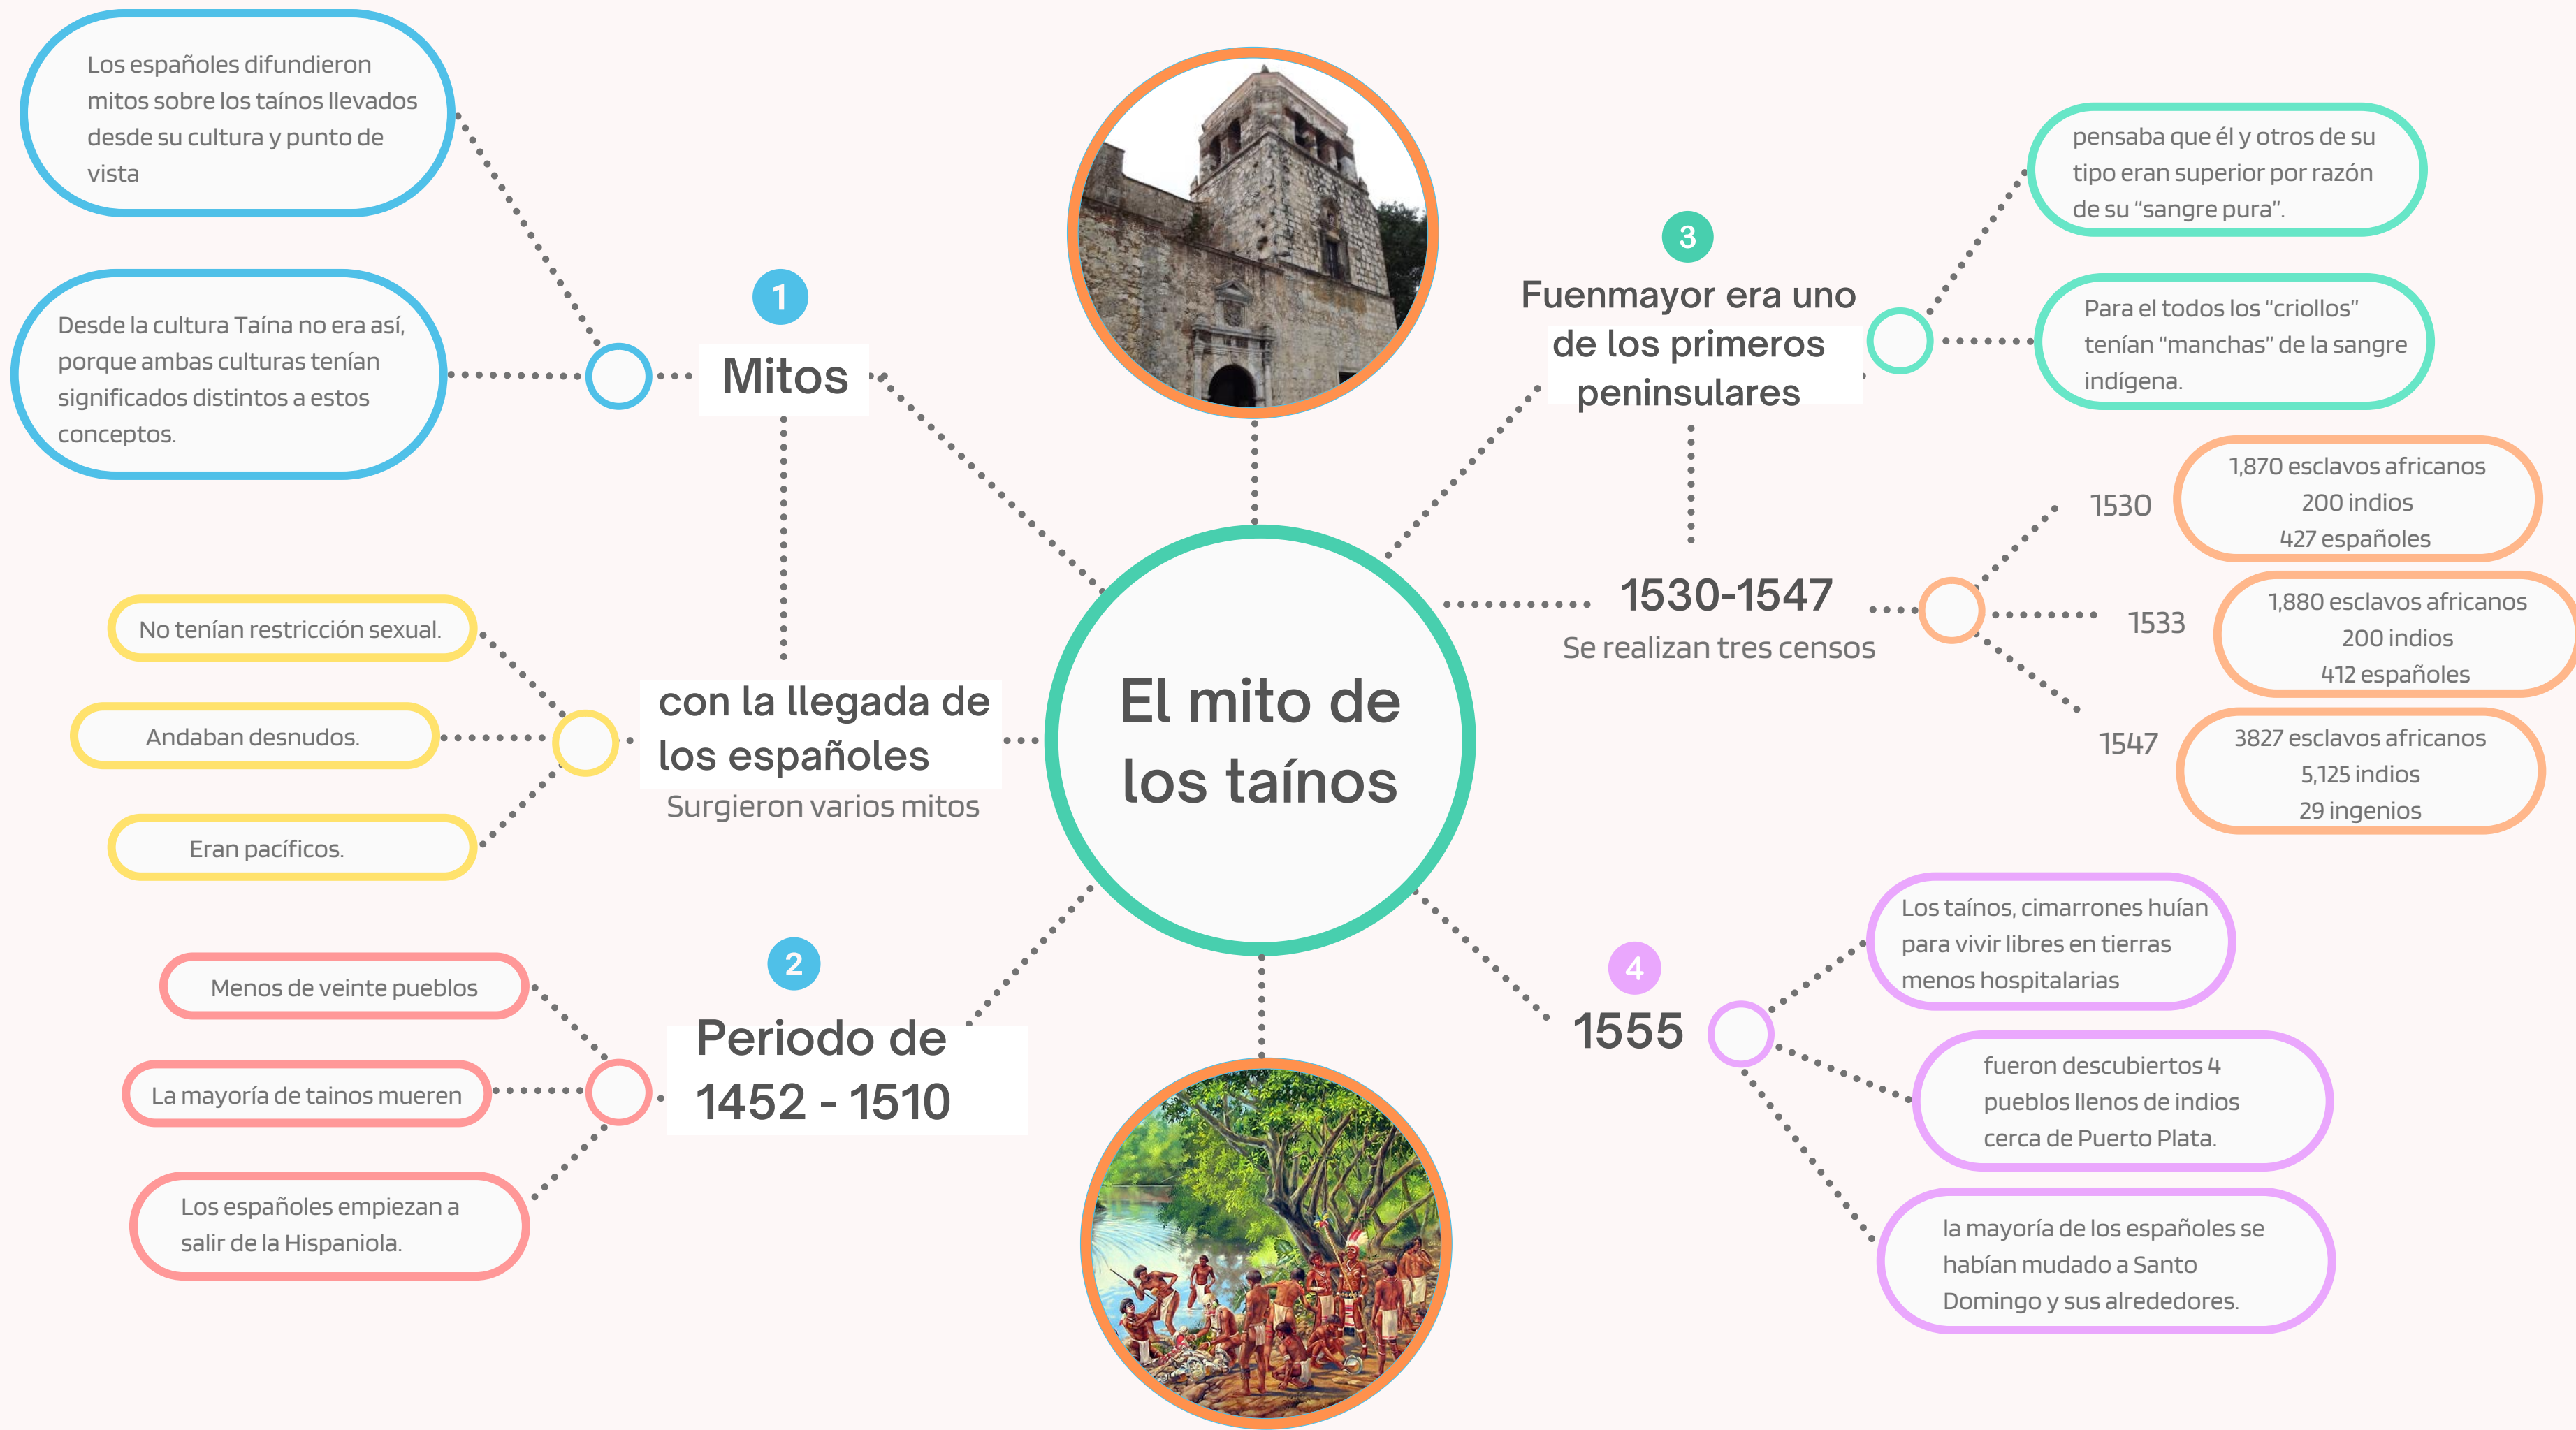 El mito de
los taínos
1
Mitos
Los españoles difundieron
mitos sobre los taínos llevados
desde su cultura y punto de
vista
Desde la cultura Taína no era así,
porque ambas culturas tenían
significados distintos a estos
conceptos.
con la llegada de
los españoles
Surgieron varios mitos
No tenían restricción sexual.
Andaban desnudos.
Eran pacíficos.
2
Periodo de
1452 - 1510
Menos de veinte pueblos
La mayoría de tainos mueren
Los españoles empiezan a
salir de la Hispaniola.
3
Fuenmayor era uno
de los primeros
peninsulares
pensaba que él y otros de su
tipo eran superior por razón
de su “sangre pura”.
Para el todos los “criollos”
tenían “manchas” de la sangre
indígena.
1530-1547
Se realizan tres censos
1530
1,870 esclavos africanos
200 indios
427 españoles
1533
1,880 esclavos africanos
200 indios
412 españoles
1547
3827 esclavos africanos
5,125 indios
29 ingenios
4
1555
Los taínos, cimarrones huían
para vivir libres en tierras
menos hospitalarias
fueron descubiertos 4
pueblos llenos de indios
cerca de Puerto Plata.
la mayoría de los españoles se
habían mudado a Santo
Domingo y sus alrededores.